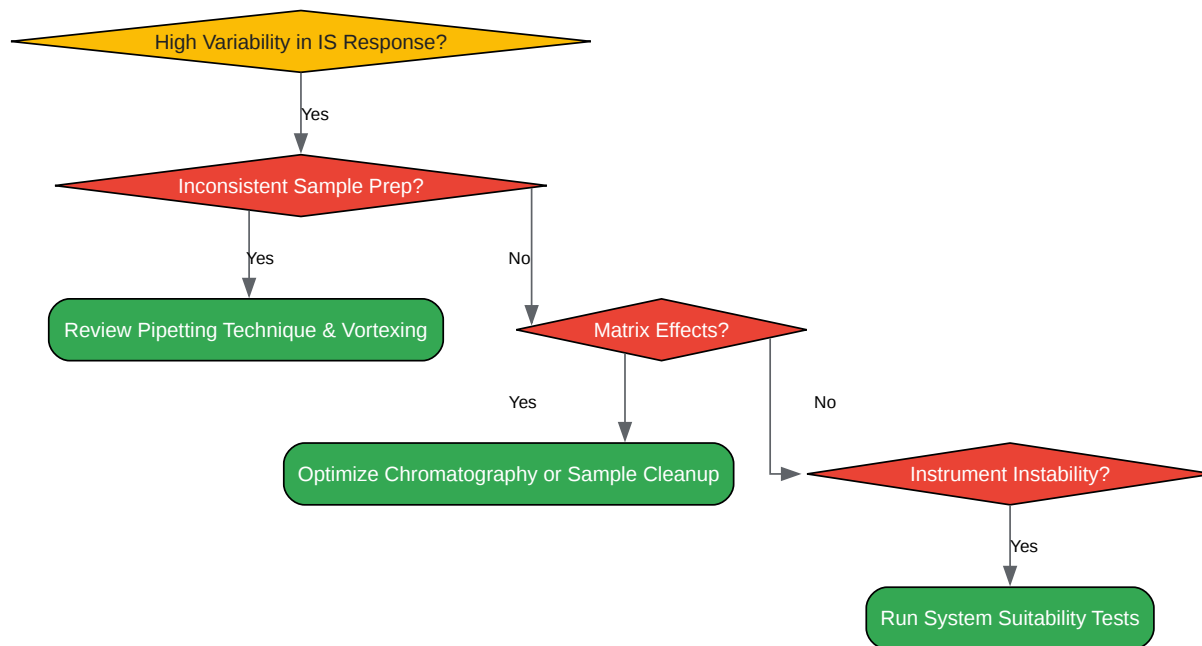 High Variability in IS Response?
Yes
Inconsistent Sample Prep?
Yes
No
Review Pipetting Technique & Vortexing
Matrix Effects?
Yes
No
Optimize Chromatography or Sample Cleanup
Instrument Instability?
Yes
Run System Suitability Tests